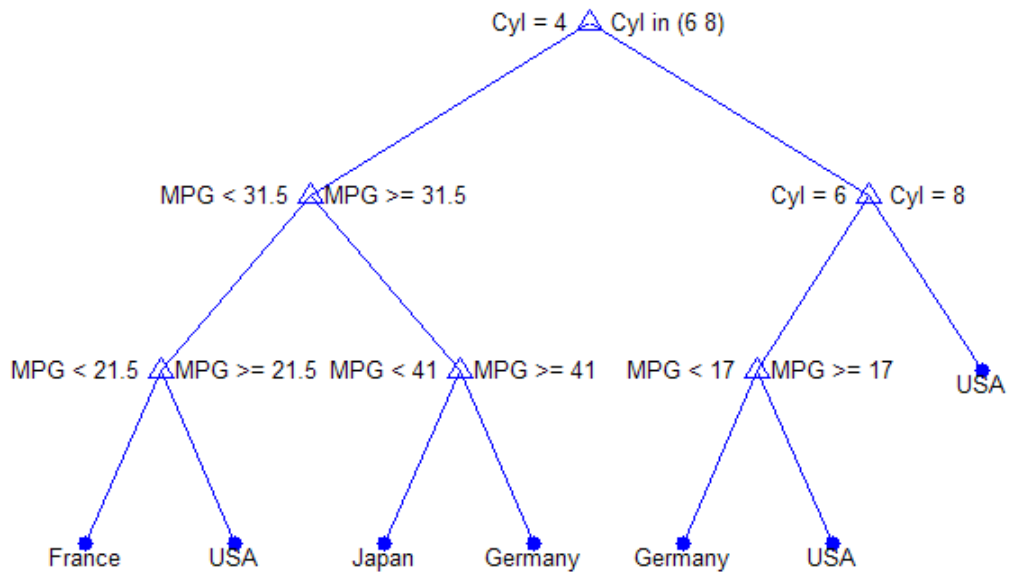 Cyl = 4 Cyl in (6 8)
MPG < 31.5 MPG >= 31.5 Cyl = 6 Cyl = 8
MPG < 21.5 MPG >= 21.5 MPG < 41 MPG >= 41 MPG < 17 MPG >= 17
USA
France USA Japan Germany Germany USA